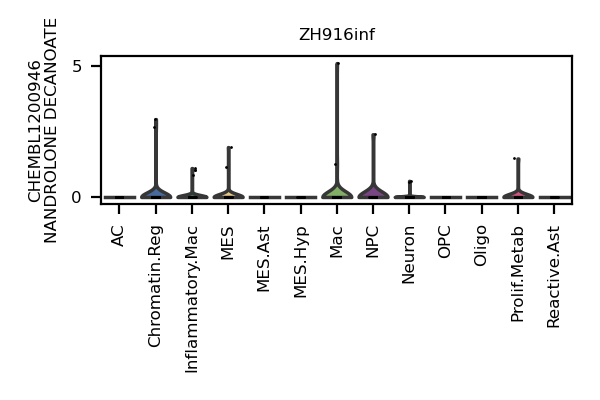 ZH916inf
CHEMBL1200946
NANDROLONE DECANOATE
5
0
AC
Chromatin.Reg
Inflammatory.Mac
MES
MES.Ast
MES.Hyp
Mac
NPC
Neuron
OPC
Oligo
Prolif.Metab
Reactive.Ast